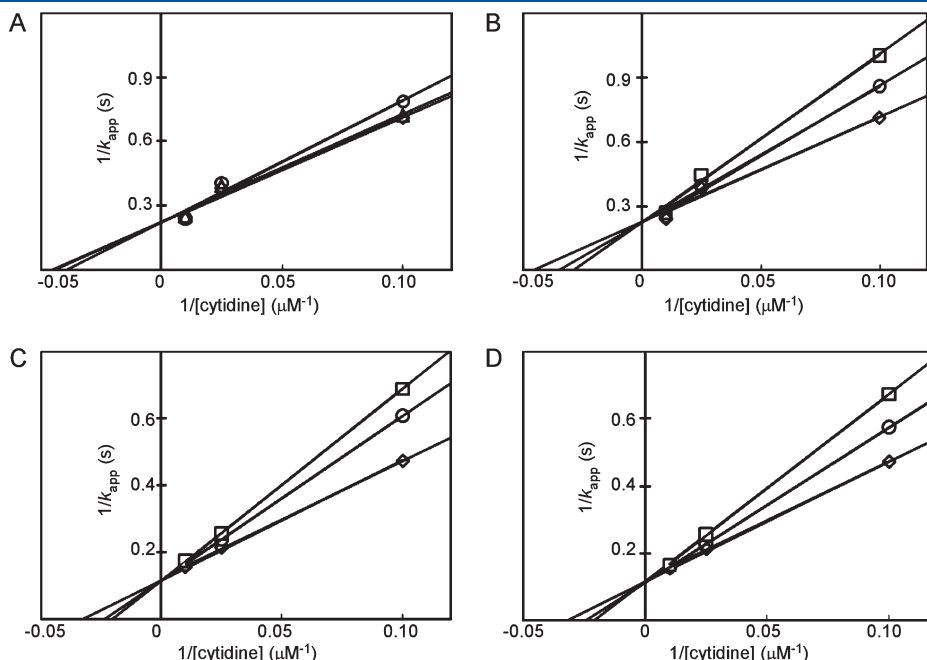 A
1/kapp (s)
0.9
0.6
0.3
-0.05
0
0.05
0.10
1/[cytidine] (μM-1)
B
1/kapp (s)
0.9
0.6
0.3
-0.05
0
0.05
0.10
1/[cytidine] (μM-1)
C
1/kapp (s)
0.6
0.4
0.2
-0.05
0
0.05
0.10
1/[cytidine] (μM-1)
D
1/kapp (s)
0.6
0.4
0.2
-0.05
0
0.05
0.10
1/[cytidine] (μM-1)